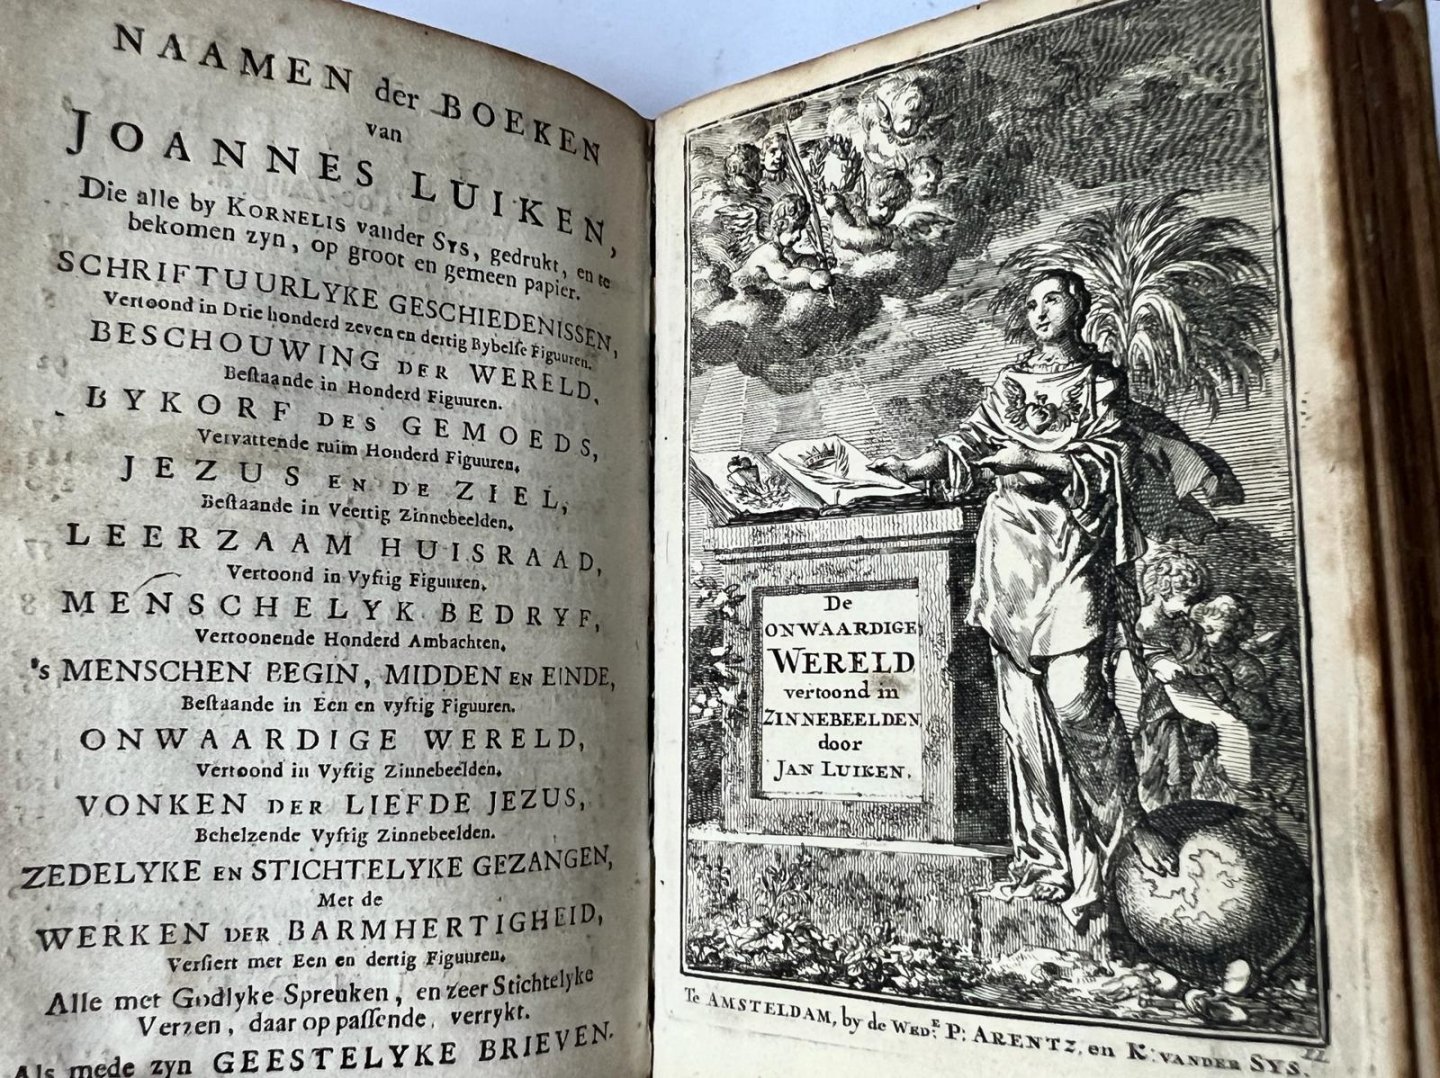 NAAMEN der BOEKEN
van
JOANNES LUIKEN,
Die alle by KORNELIS vander SYS, gedrukt, en te
bekomen zyn, op groot en gemeen papier.
SCHRIFTUURLYKE GESCHIEDENISSEN,
Vertoond in Drie honderd zeven en dertig Bybelſe Figuuren.
BESCHOUWING DER WERELD,
Beſtaande in Honderd Figuuren.
BYKORF DES GEMOEDS,
Vervattende ruim Honderd Figuuren,
JEZUS EN DE ZIEL,
Beſtaande in Veertig Zinnebeelden,
LEERZAAM HUISRAAD,
Vertoond in Vyftig Figuuren,
MENSCHELYK BEDRYF,
Vertoonende Honderd Ambachten,
's MENSCHEN BEGIN, MIDDEN EN EINDE,
Beſtaande in Een en vyftig Figuuren.
ONWAARDIGE WERELD,
Vertoond in Vyftig Zinnebeelden,
VONKEN DER LIEFDE JEZUS,
Behelzende Vyftig Zinnebeelden.
ZEDELYKE EN STICHTELYKE GEZANGEN,
Met de
WERKEN DER BARMHERTIGHEID,
Verſiert met Een en dertig Figuuren,
Alle met Godlyke Spreuken, en zeer Stichtelyke
Verzen, daar op paſſende, verrykt.
Als mede zyn GEESTELYKE BRIEVEN.
De
ONWAARDIGE
WERELD
vertoond in
ZINNEBEELDEN,
door
JAN LUIKEN.
Te AMSTELDAM, by de WEDE. P: ARENTZ, en K: VANDER SYS.